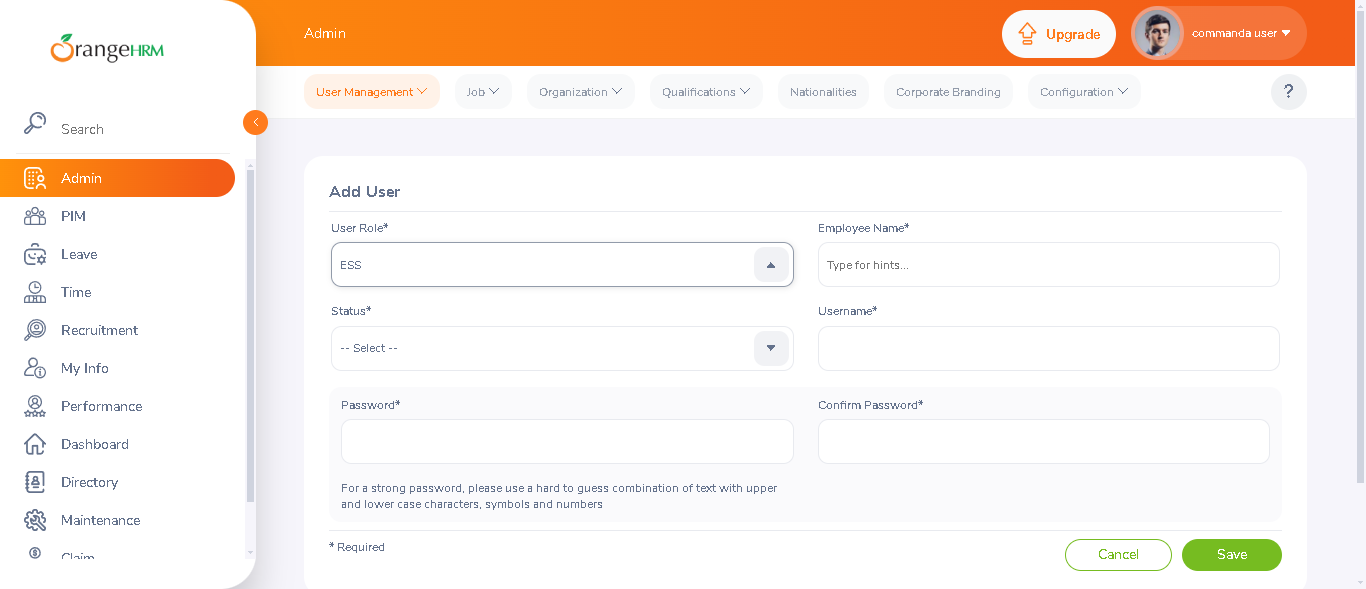 OrangeHRM
Admin
Upgrade
commanda user
User Management
Job
Organization
Qualifications
Nationalities
Corporate Branding
Configuration
?
Search
Admin
PIM
Leave
Time
Recruitment
My Info
Performance
Dashboard
Directory
Maintenance
Claim
Add User
User Role*
Employee Name*
ESS
Type for hints...
Status*
Username*
-- Select --
Password*
Confirm Password*
For a strong password, please use a hard to guess combination of text with upper
and lower case characters, symbols and numbers
* Required
Cancel
Save